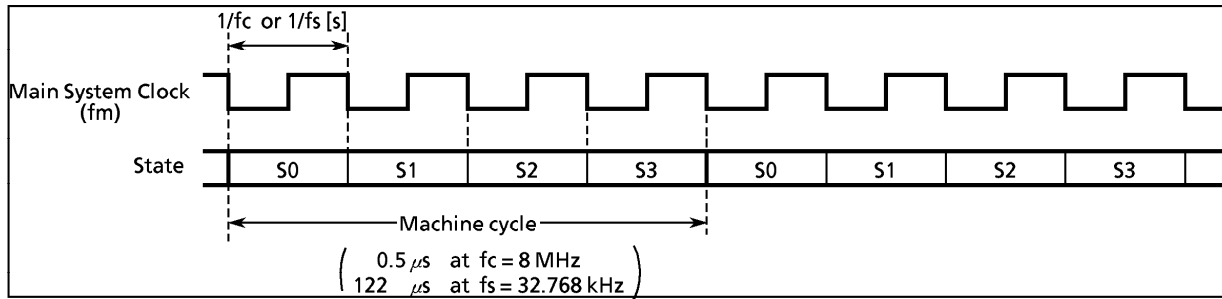 1/fc or 1/fs [s]
Main System Clock
(fm)
State
S0 S1 S2 S3 S0 S1 S2 S3
Machine cycle
0.5 μs at fc = 8 MHz
122 μs at fs = 32.768 kHz